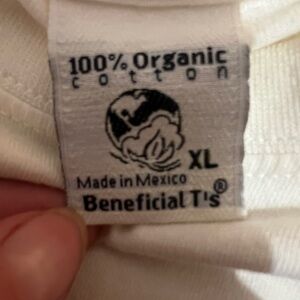 100% Organic
cotton
XL
Made in Mexico
Beneficial T's®